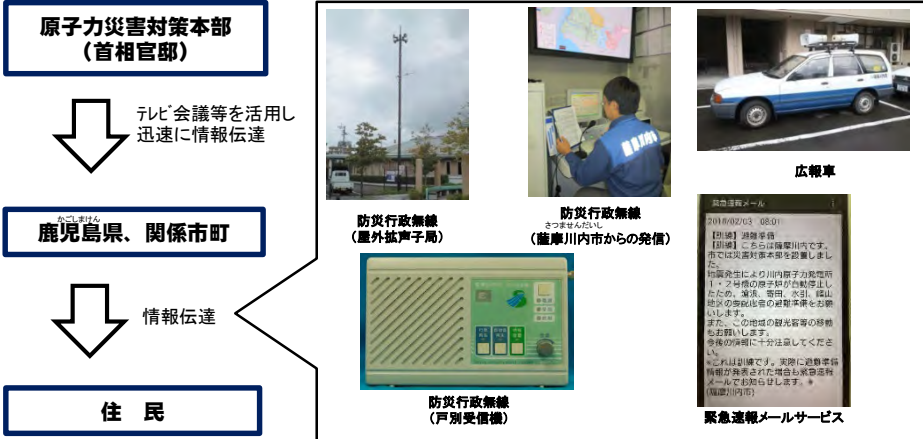 原子力災害対策本部
(首相官邸)
テレビ会議等を活用し
迅速に情報伝達
かごしまけん
鹿児島県、関係市町
情報伝達
住　民
防災行政無線
(屋外拡声子局)
防災行政無線
さつませんだいし
(薩摩川内市からの発信)
薩摩川内市
広報車
防災行政無線
(戸別受信機)
緊急速報メール
2018/02/03 08:01
【訓練】避難準備
【訓練】こちらは薩摩川内です。
市では災害対策本部を設置しまし
た。
地震発生により川内原子力発電所
1・2号機の原子炉が自動停止し
たため、滄浪、寄田、水引、峰山
地区の要配慮者の避難準備をお願
いします。
また、この地域の観光客等の移動
もお願いします。
今後の情報に十分注意してくださ
い。
*これは訓練です。実際に避難準備
情報が発表された場合も緊急速報
メールでお知らせします。*
(薩摩川内市)
緊急速報メールサービス